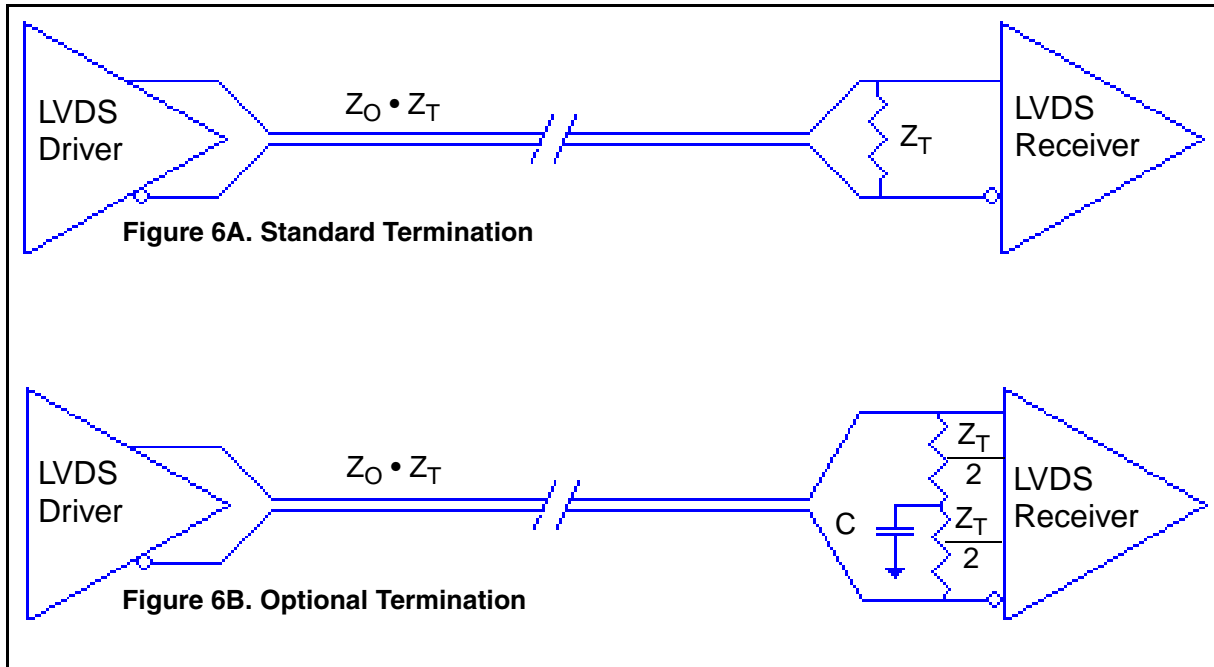 LVDS
Driver
Z_O • Z_T
Z_T
LVDS
Receiver
Figure 6A. Standard Termination
LVDS
Driver
Z_O • Z_T
C
Z_T
2
Z_T
2
LVDS
Receiver
Figure 6B. Optional Termination